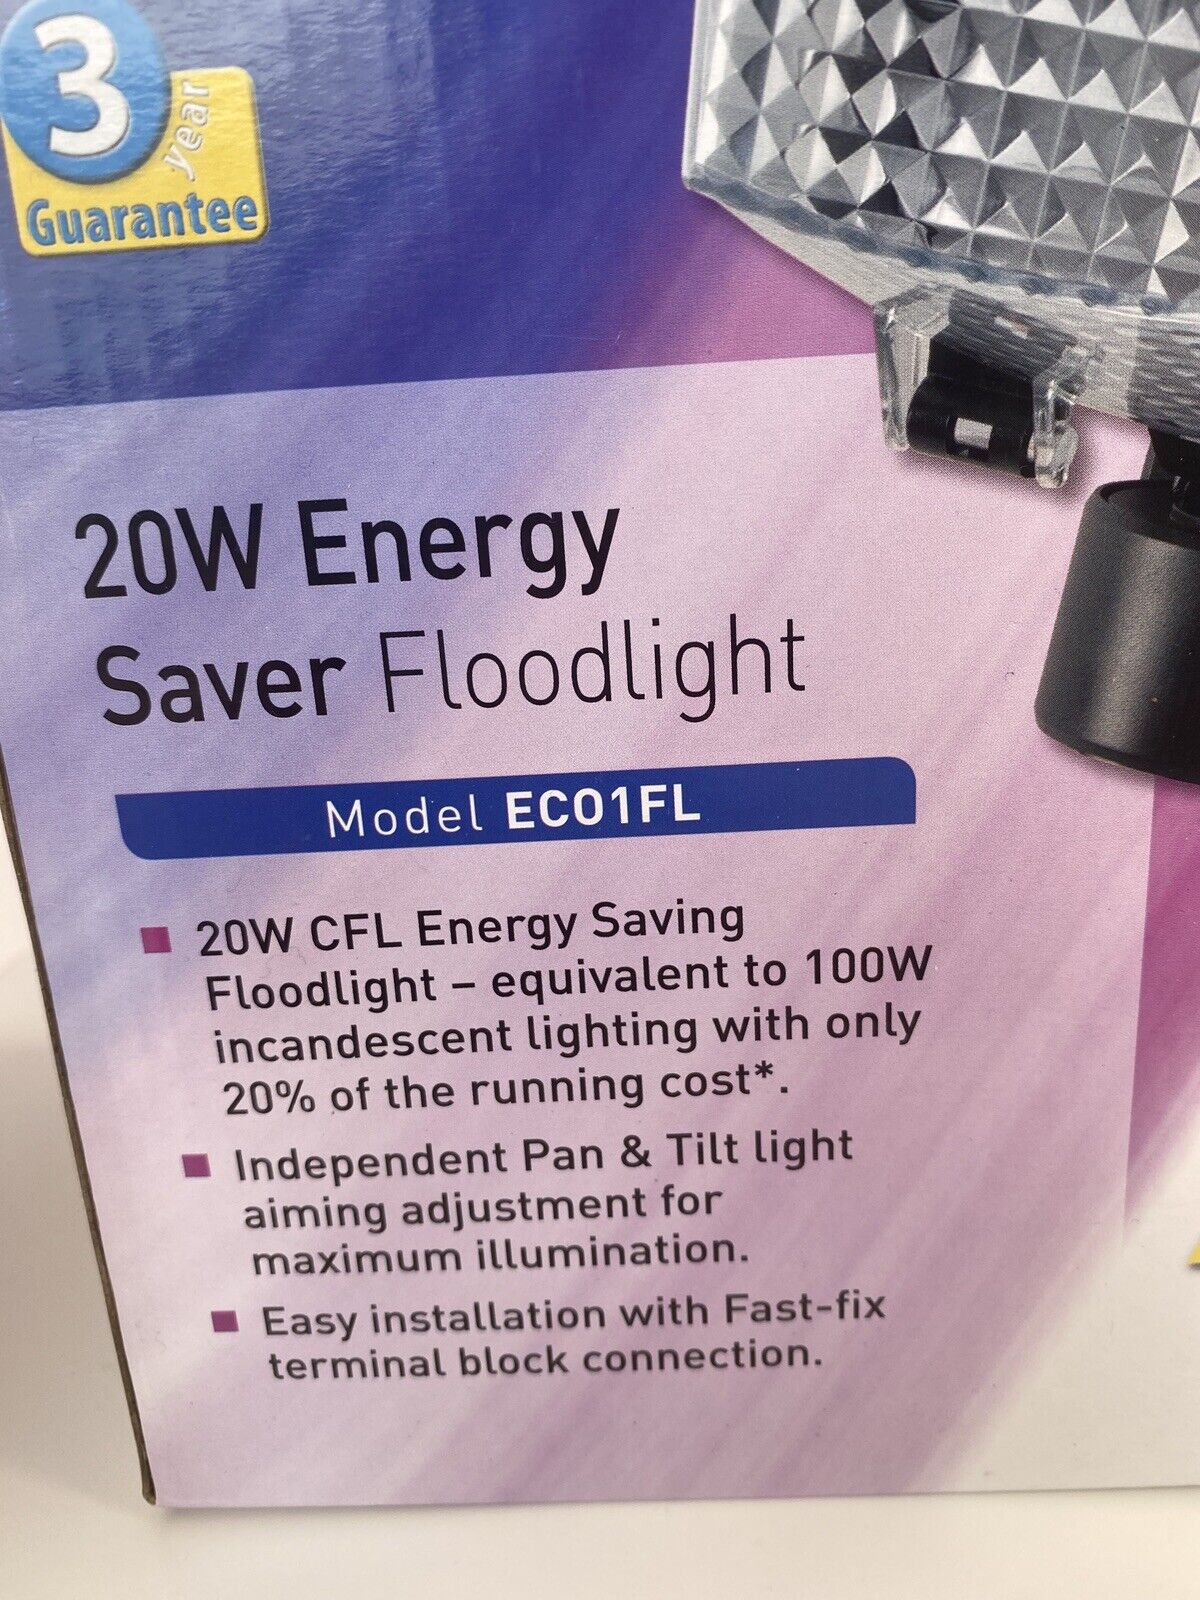 3
year
Guarantee
20W Energy
Saver Floodlight
Model ECO1FL
20W CFL Energy Saving
Floodlight – equivalent to 100W
incandescent lighting with only
20% of the running cost*.
Independent Pan & Tilt light
aiming adjustment for
maximum illumination.
Easy installation with Fast-fix
terminal block connection.